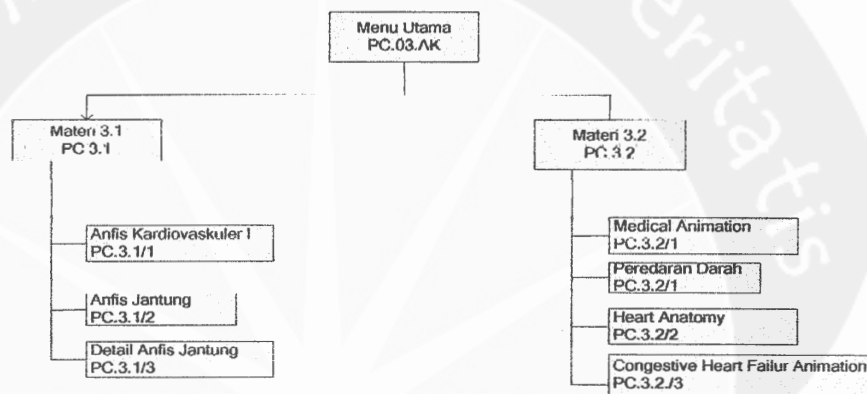 Menu Utama
PC.03.AK
Materi 3.1
PC 3.1
Materi 3.2
PC.3.2
Anfis Kardiovaskuler I
PC.3.1/1
Anfis Jantung
PC.3.1/2
Detail Anfis Jantung
PC.3.1/3
Medical Animation
PC.3.2/1
Peredaran Darah
PC.3.2/1
Heart Anatomy
PC.3.2/2
Congestive Heart Failur Animation
PC.3.2./3
eritatis